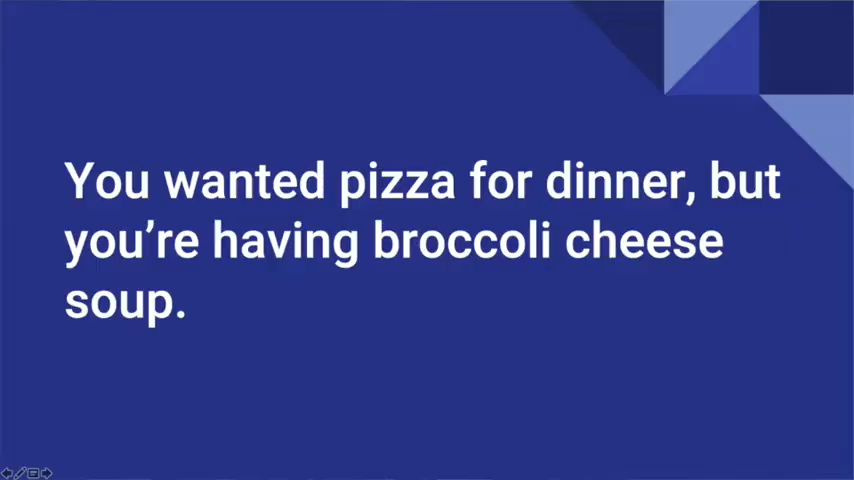 You wanted pizza for dinner, but
you’re having broccoli cheese
soup.